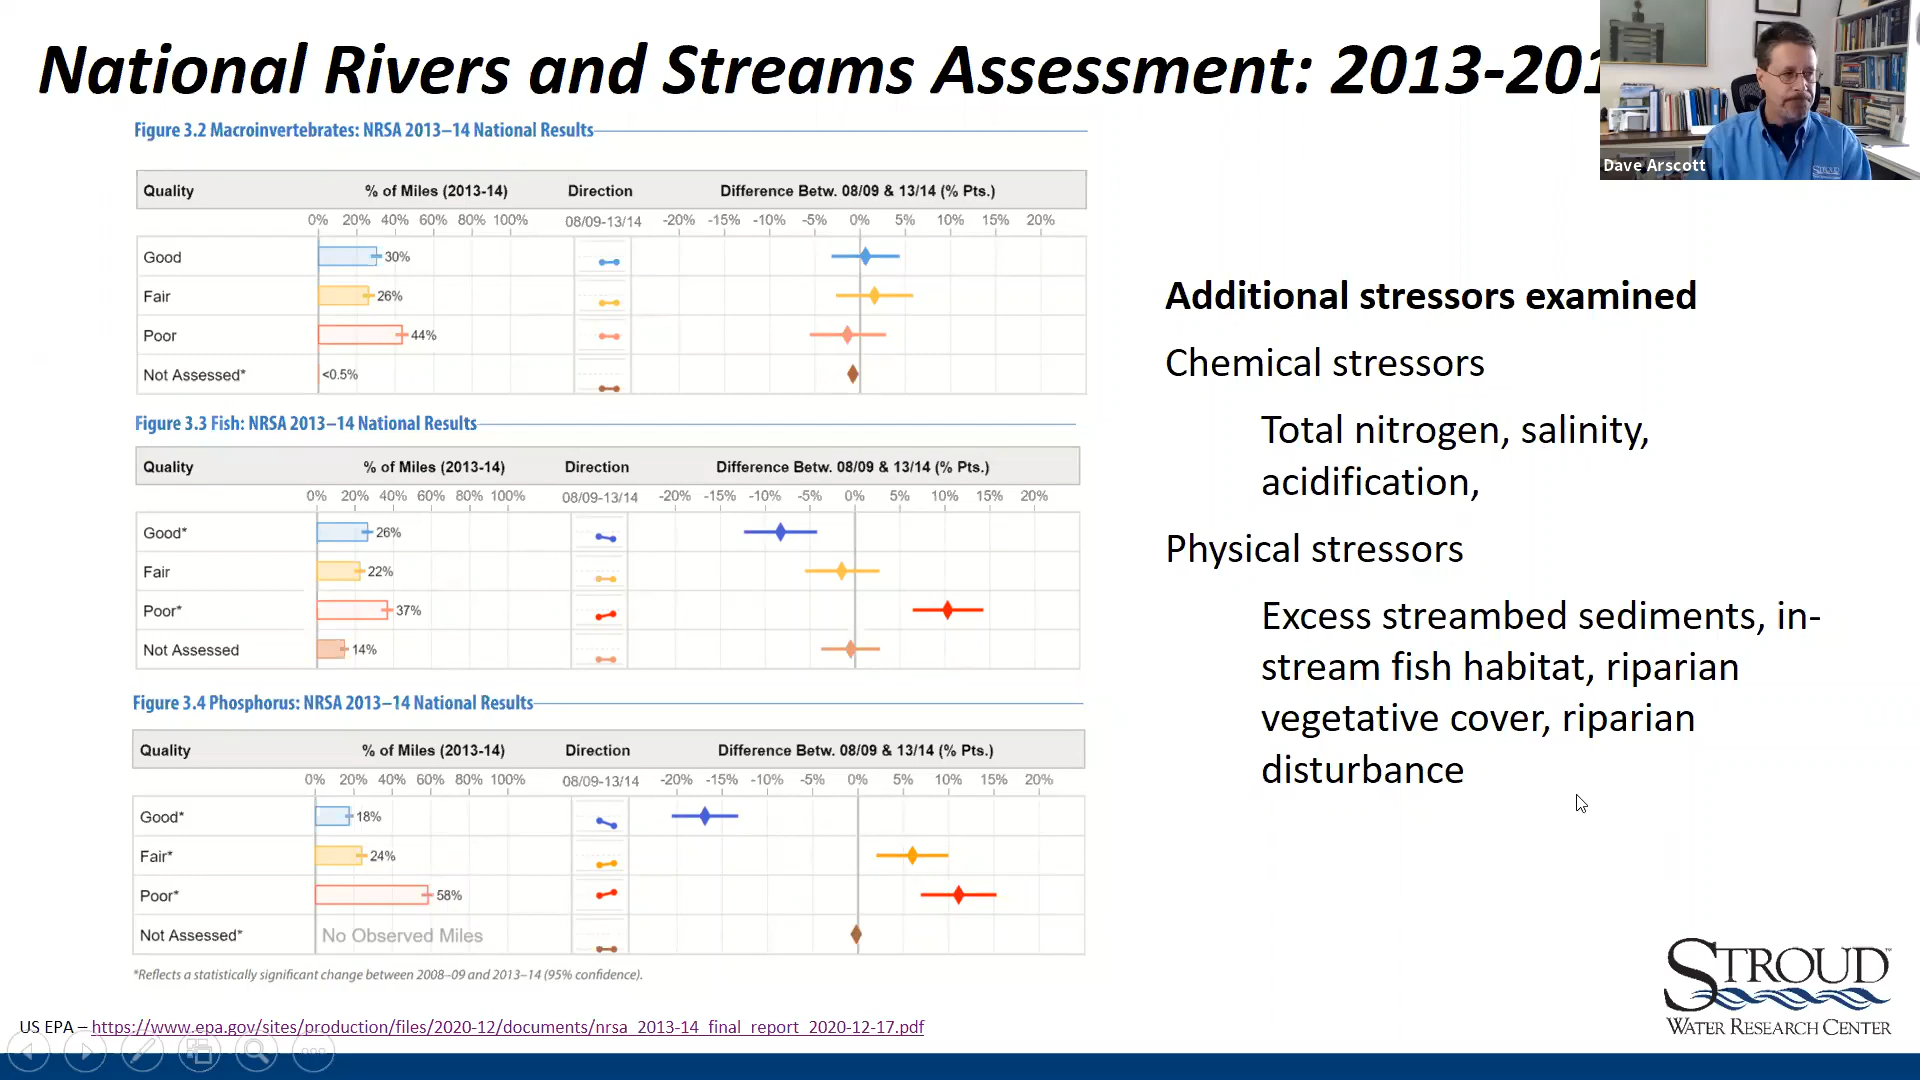 National Rivers and Streams Assessment: 2013-201
Dave Arscott
Figure 3.2 Macroinvertebrates: NRSA 2013–14 National Results
Quality % of Miles (2013-14) Direction Difference Betw. 08/09 & 13/14 (% Pts.)
0% 20% 40% 60% 80% 100% 08/09-13/14 -20% -15% -10% -5% 0% 5% 10% 15% 20%
Good 30%
Fair 26%
Poor 44%
Not Assessed* <0.5%
Figure 3.3 Fish: NRSA 2013–14 National Results
Quality % of Miles (2013-14) Direction Difference Betw. 08/09 & 13/14 (% Pts.)
0% 20% 40% 60% 80% 100% 08/09-13/14 -20% -15% -10% -5% 0% 5% 10% 15% 20%
Good* 26%
Fair 22%
Poor* 37%
Not Assessed 14%
Figure 3.4 Phosphorus: NRSA 2013–14 National Results
Quality % of Miles (2013-14) Direction Difference Betw. 08/09 & 13/14 (% Pts.)
0% 20% 40% 60% 80% 100% 08/09-13/14 -20% -15% -10% -5% 0% 5% 10% 15% 20%
Good* 18%
Fair* 24%
Poor* 58%
Not Assessed* No Observed Miles
*Reflects a statistically significant change between 2008–09 and 2013–14 (95% confidence).
Additional stressors examined
Chemical stressors
Total nitrogen, salinity,
acidification,
Physical stressors
Excess streambed sediments, in-
stream fish habitat, riparian
vegetative cover, riparian
disturbance
US EPA – https://www.epa.gov/sites/production/files/2020-12/documents/nrsa_2013-14_final_report_2020-12-17.pdf
STROUD™
WATER RESEARCH CENTER
STROUD